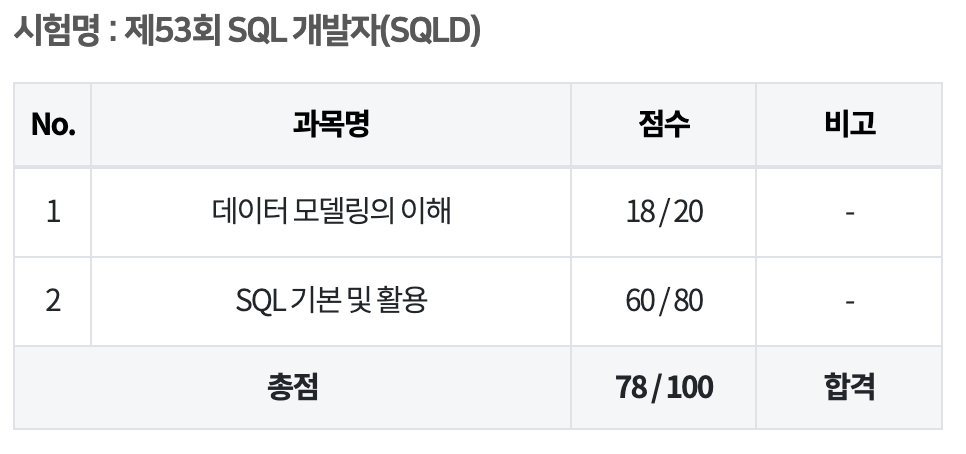 시험명 : 제53회 SQL 개발자(SQLD)
No. 과목명 점수 비고
1 데이터 모델링의 이해 18 / 20 -
2 SQL 기본 및 활용 60 / 80 -
총점 78 / 100 합격